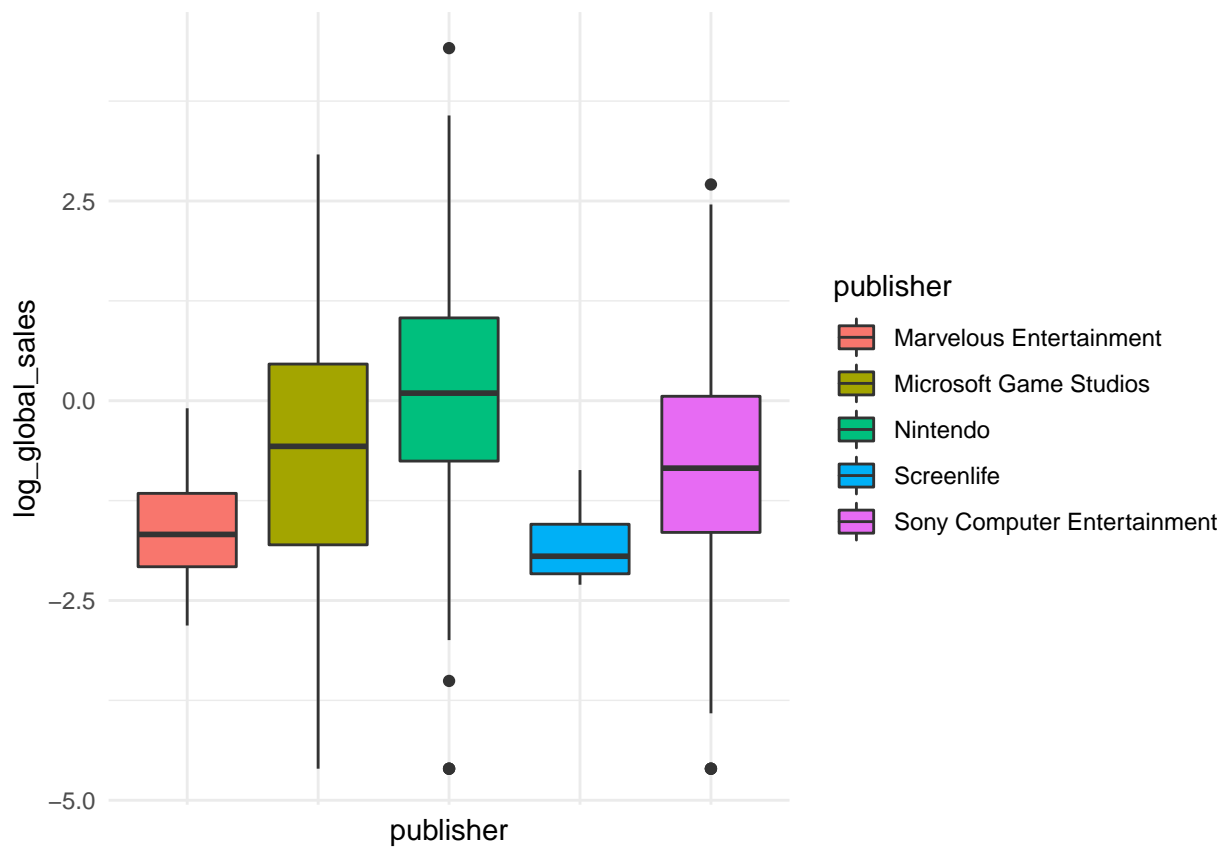 log_global_sales
2.5
0.0
−2.5
−5.0
publisher
publisher
Marvelous Entertainment
Microsoft Game Studios
Nintendo
Screenlife
Sony Computer Entertainment